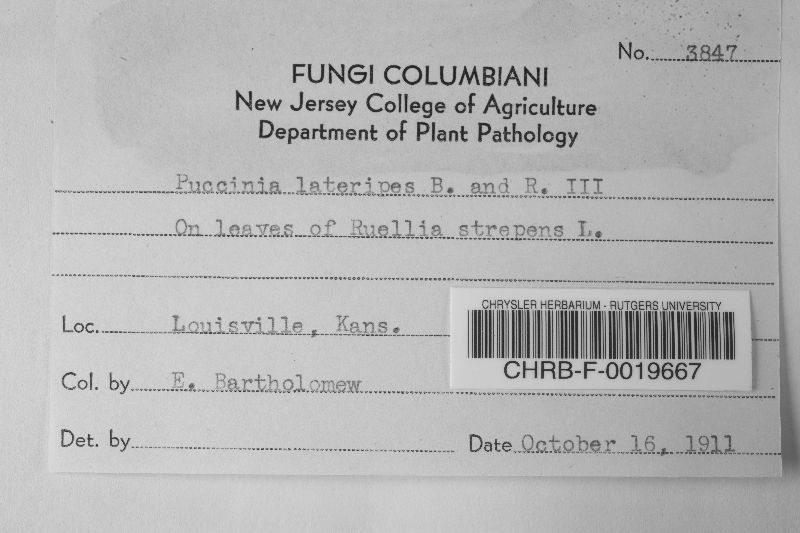 No. 3847
FUNGI COLUMBIANI
New Jersey College of Agriculture
Department of Plant Pathology
Puccinia lateripes B. and R. III
On leaves of Ruellia strepens L.
Loc. Louisville, Kans.
CHRYSLER HERBARIUM - RUTGERS UNIVERSITY
CHRB-F-0019667
Col. by E. Bartholomew
Det. by
Date October 16, 1911